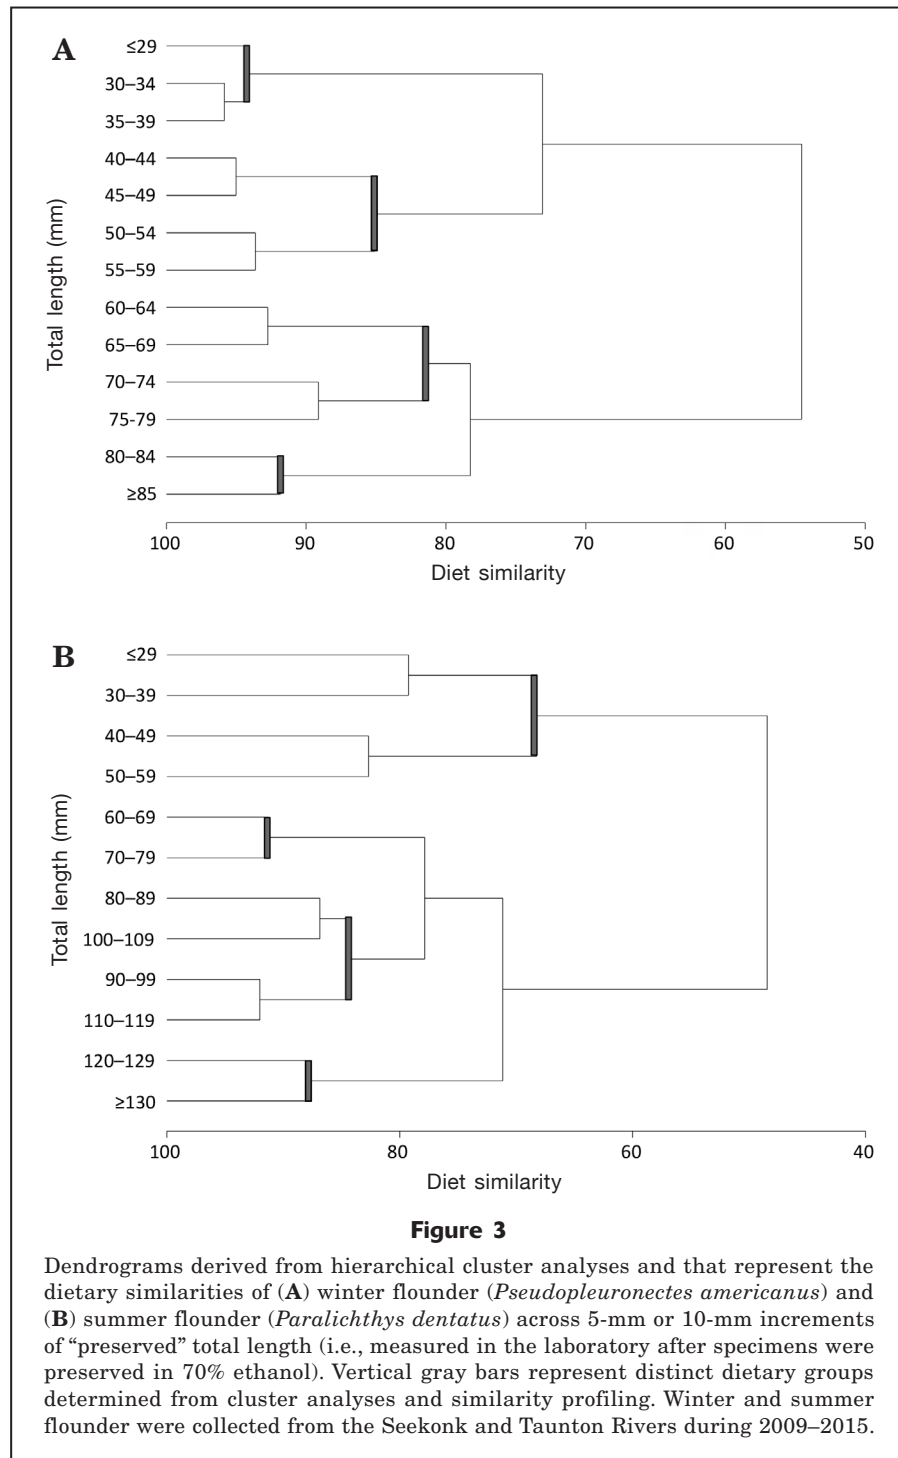 A
≤29
30–34
35–39
40–44
45–49
50–54
55–59
60–64
65–69
70–74
75-79
80–84
≥85
Total length (mm)
100 90 80 70 60 50
Diet similarity
B
≤29
30–39
40–49
50–59
60–69
70–79
80–89
100–109
90–99
110–119
120–129
≥130
Total length (mm)
100 80 60 40
Diet similarity
Figure 3
Dendrograms derived from hierarchical cluster analyses and that represent the
dietary similarities of (A) winter flounder (Pseudopleuronectes americanus) and
(B) summer flounder (Paralichthys dentatus) across 5-mm or 10-mm increments
of “preserved” total length (i.e., measured in the laboratory after specimens were
preserved in 70% ethanol). Vertical gray bars represent distinct dietary groups
determined from cluster analyses and similarity profiling. Winter and summer
flounder were collected from the Seekonk and Taunton Rivers during 2009–2015.